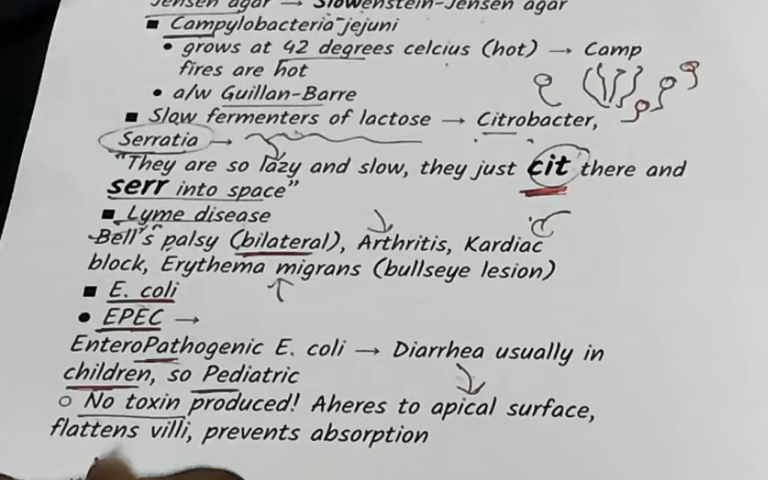 Jensen agar → Slowenstein-Jensen agar
▪ Campylobacteria jejuni
• grows at 42 degrees celcius (hot) → Camp
fires are hot
• a/w Guillan-Barre
▪ Slow fermenters of lactose → Citrobacter,
Serratia →
"They are so lazy and slow, they just cit there and
serr into space"
▪ Lyme disease
Bell's palsy (bilateral), Arthritis, Kardiac
block, Erythema migrans (bullseye lesion)
▪ E. coli
• EPEC →
EnteroPathogenic E. coli → Diarrhea usually in
children, so Pediatric
○ No toxin produced! Aheres to apical surface,
flattens villi, prevents absorption